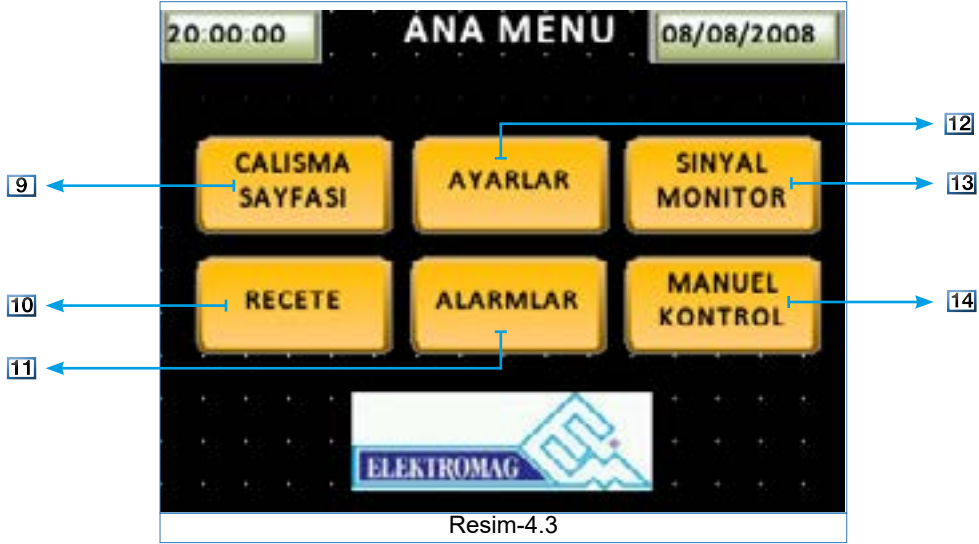 20:00:00 ANA MENU 08/08/2008
12
CALISMA
SAYFASI
AYARLAR
SINYAL
MONITOR
9
13
RECETE
ALARMLAR
MANUEL
KONTROL
10
14
11
ELEKTROMAG
Resim-4.3